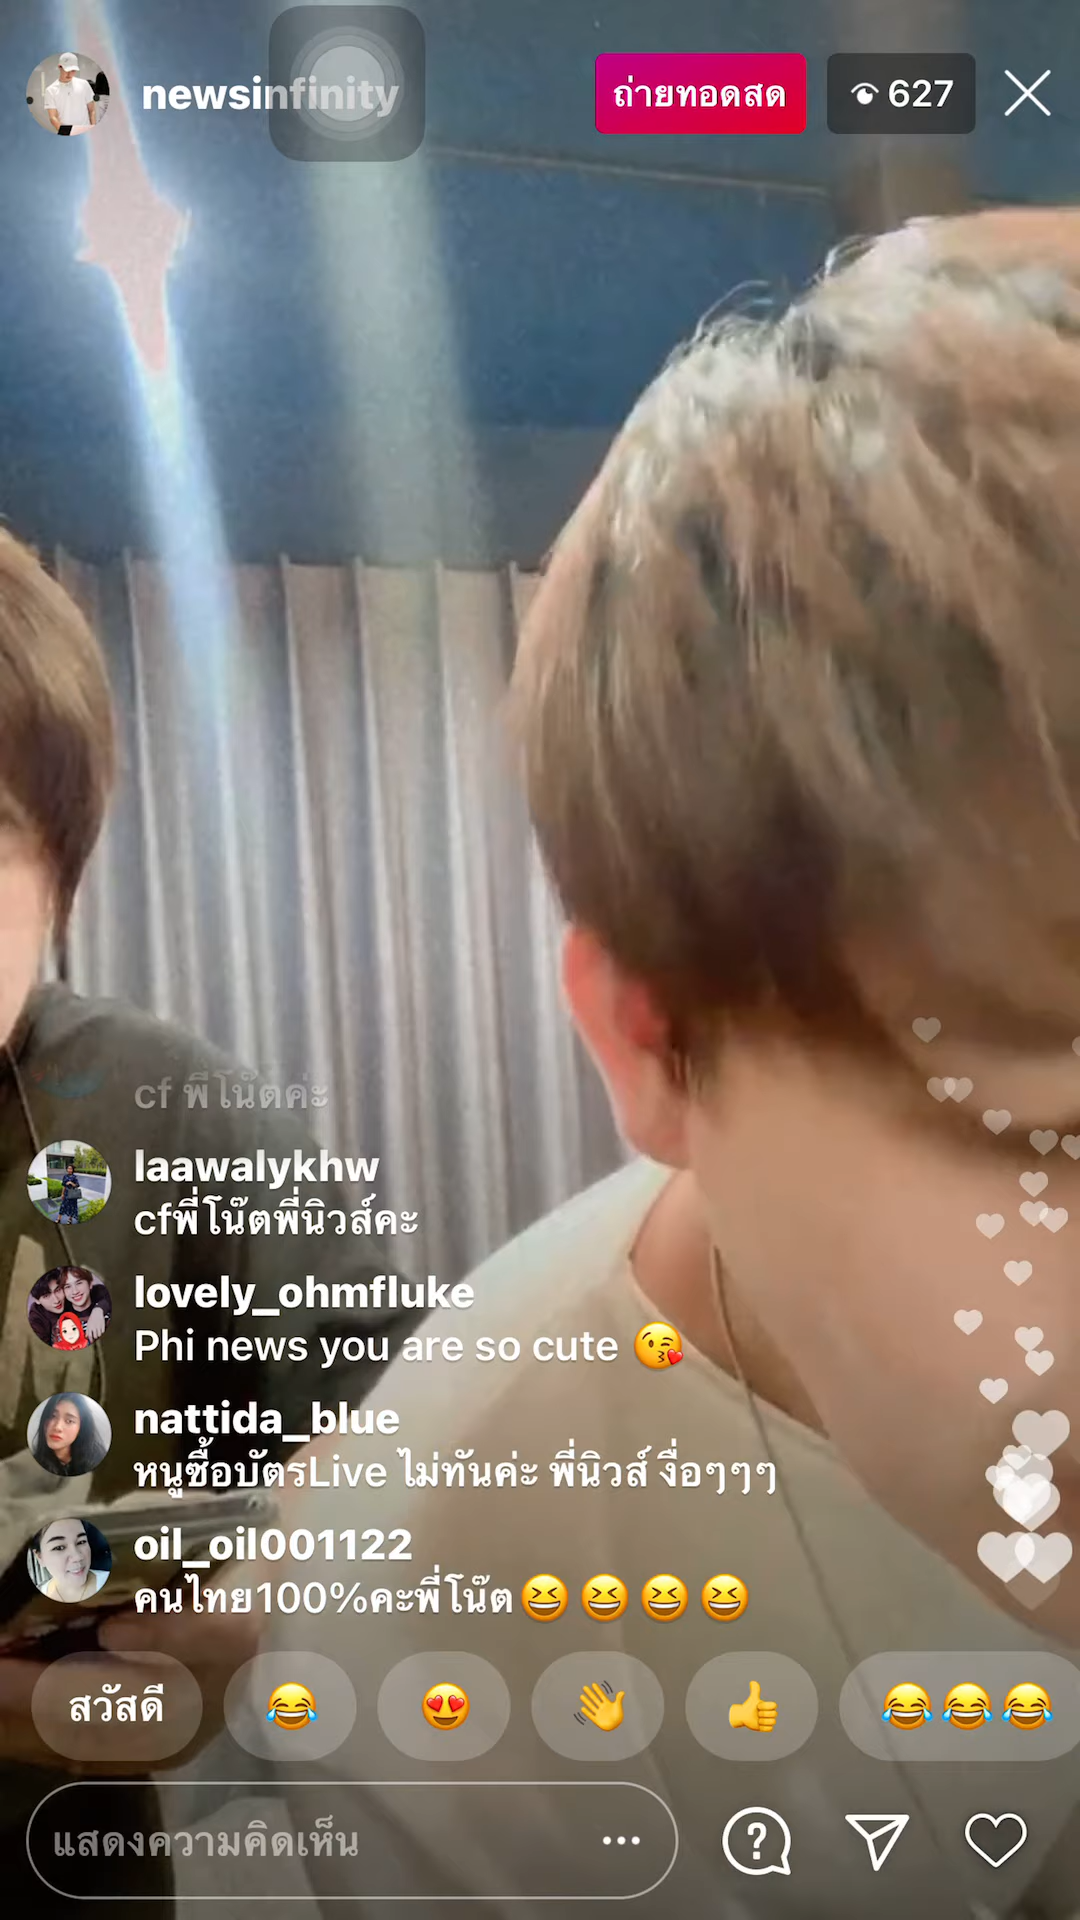 newsinfinity
ถ่ายทอดสด
627
cf พี่โน๊ตค่ะ
laawalykhw
cfพี่โน๊ตพี่นิวส์คะ
lovely_ohmfluke
Phi news you are so cute 😘
nattida_blue
หนูซื้อบัตรLive ไม่ทันค่ะ พี่นิวส์ งื่อๆๆๆ
oil_oil001122
คนไทย100%คะพี่โน๊ต😆😆😆😆
สวัสดี 😂 😍 👋 👍 😂😂😂
แสดงความคิดเห็น